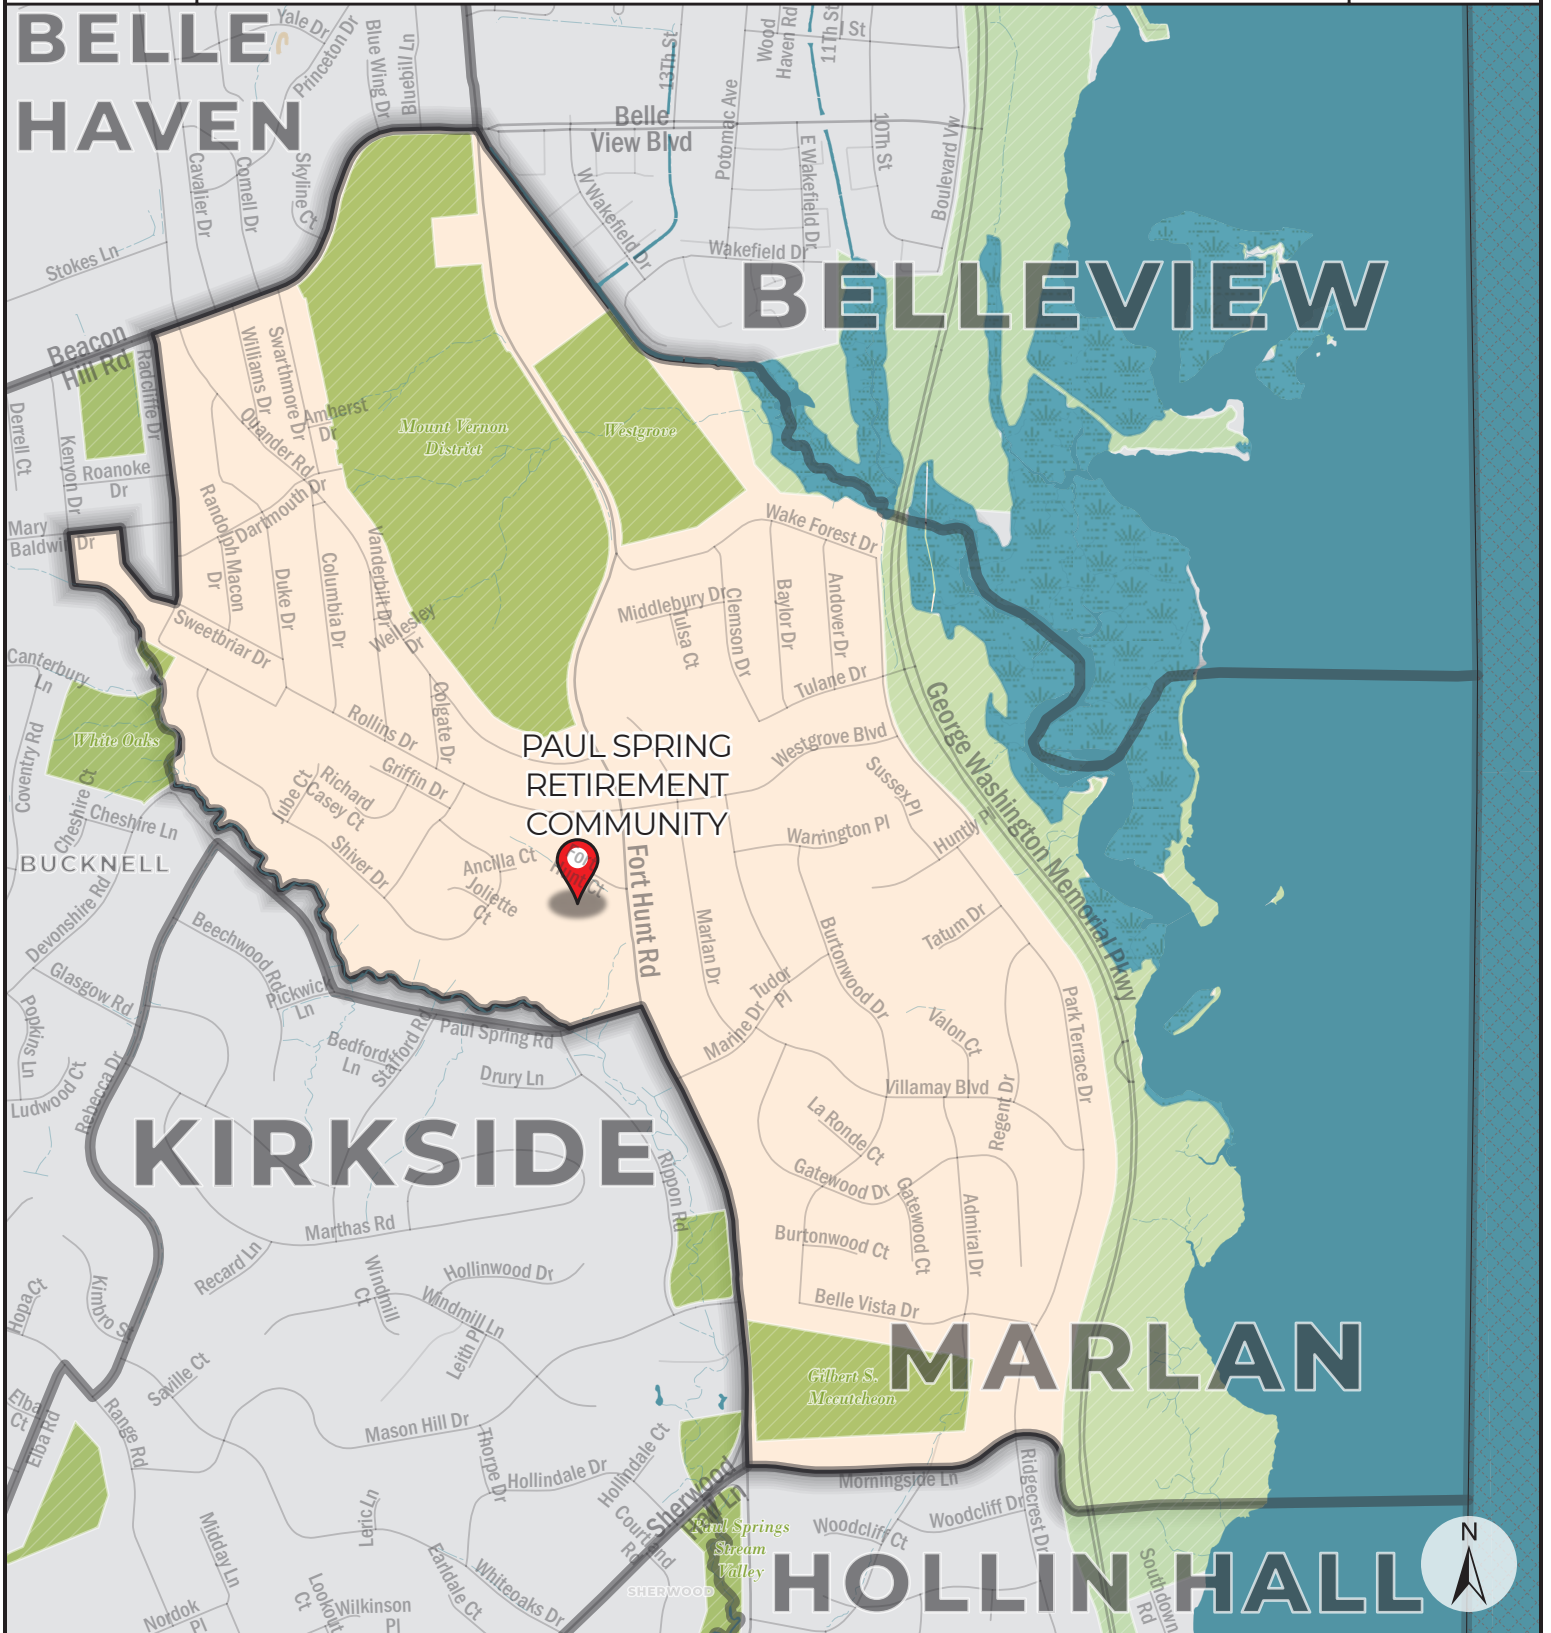 BELLE
HAVEN
Yale Dr
Princeton Dr
Blue Wing Dr
Bluebill Ln
13Th St
Wood
Haven Rd
11Th St
I St
Belle
View Blvd
Potomac Ave
E Wakefield Dr
10Th St
Boulevard Vw
Cavalier Dr
Cornell Dr
Skyline Ct
W Wakefield Dr
Wakefield Dr
Stokes Ln
BELLEVIEW
Beacon
Hill Rd
Radcliffe Dr
Williams Dr
Swarthmore Dr
Amherst
Dr
Quander Rd
Mount Vernon
District
Westgrove
Derrell Ct
Kenyon Dr
Roanoke
Dr
Mary
Baldwin Dr
Randolph Macon
Dr
Dartmouth Dr
Vanderbilt Dr
Wake Forest Dr
Duke Dr
Columbia Dr
Wellesley
Dr
Middlebury Dr
Tulsa Ct
Clemson Dr
Baylor Dr
Andover Dr
Sweetbriar Dr
Canterbury
Ln
Tulane Dr
Colgate Dr
Rollins Dr
White Oaks
Coventry Rd
Westgrove Blvd
George Washington Memorial Pkwy
PAUL SPRING
RETIREMENT
COMMUNITY
Griffin Dr
Jube Ct
Richard
Casey Ct
Sussex Pl
Cheshire Ct
Cheshire Ln
Warrington Pl
Huntly Pl
BUCKNELL
Shiver Dr
Ancilla Ct
Joliette
Ct
Fort
Hunt Ct
Fort Hunt Rd
Devonshire Rd
Beechwood Rd
Marlan Dr
Burtonwood Dr
Tatum Dr
Glasgow Rd
Pickwick
Ln
Tudor
Pl
Marine Dr
Valon Ct
Park Terrace Dr
Popkins Ln
Bedford
Ln
Stafford Rd
Paul Spring Rd
Drury Ln
Ludwood Ct
Rebecca Dr
Villamay Blvd
Regent Dr
La Ronde Ct
KIRKSIDE
Rippon Rd
Gatewood Dr
Gatewood Ct
Admiral Dr
Marthas Rd
Recard Ln
Burtonwood Ct
Hopa Ct
Kimbro St
Windmill
Ct
Hollinwood Dr
Windmill Ln
Leith Pl
Belle Vista Dr
MARLAN
Gilbert S.
Mccutcheon
Saville Ct
Elba
Ct
Elba Rd
Range Rd
Mason Hill Dr
Thorpe Dr
Hollindale Dr
Hollindale Ct
Sherwood
Hall Ln
Morningside Ln
Ridgecrest Dr
Woodcliff Dr
Woodcliff Ct
Midday Ln
Leric Ln
Courtland
Rd
Paul Springs
Stream
Valley
Earldale Ct
Whiteoaks Dr
SHERWOOD
HOLLIN HALL
Southdown
Rd
Nordok
Pl
Lookout
Ct
Wilkinson
Pl
N